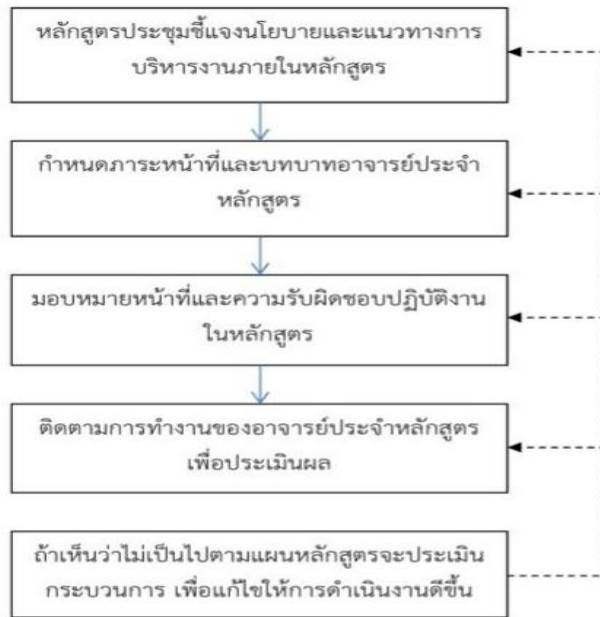 หลักสูตรประชุมชี้แจงนโยบายและแนวทางการ
บริหารงานภายในหลักสูตร
กำหนดภาระหน้าที่และบทบาทอาจารย์ประจำ
หลักสูตร
มอบหมายหน้าที่และความรับผิดชอบปฏิบัติงาน
ในหลักสูตร
ติดตามการทำงานของอาจารย์ประจำหลักสูตร
เพื่อประเมินผล
ถ้าเห็นว่าไม่เป็นไปตามแผนหลักสูตรจะประเมิน
กระบวนการ เพื่อแก้ไขให้การดำเนินงานดีขึ้น